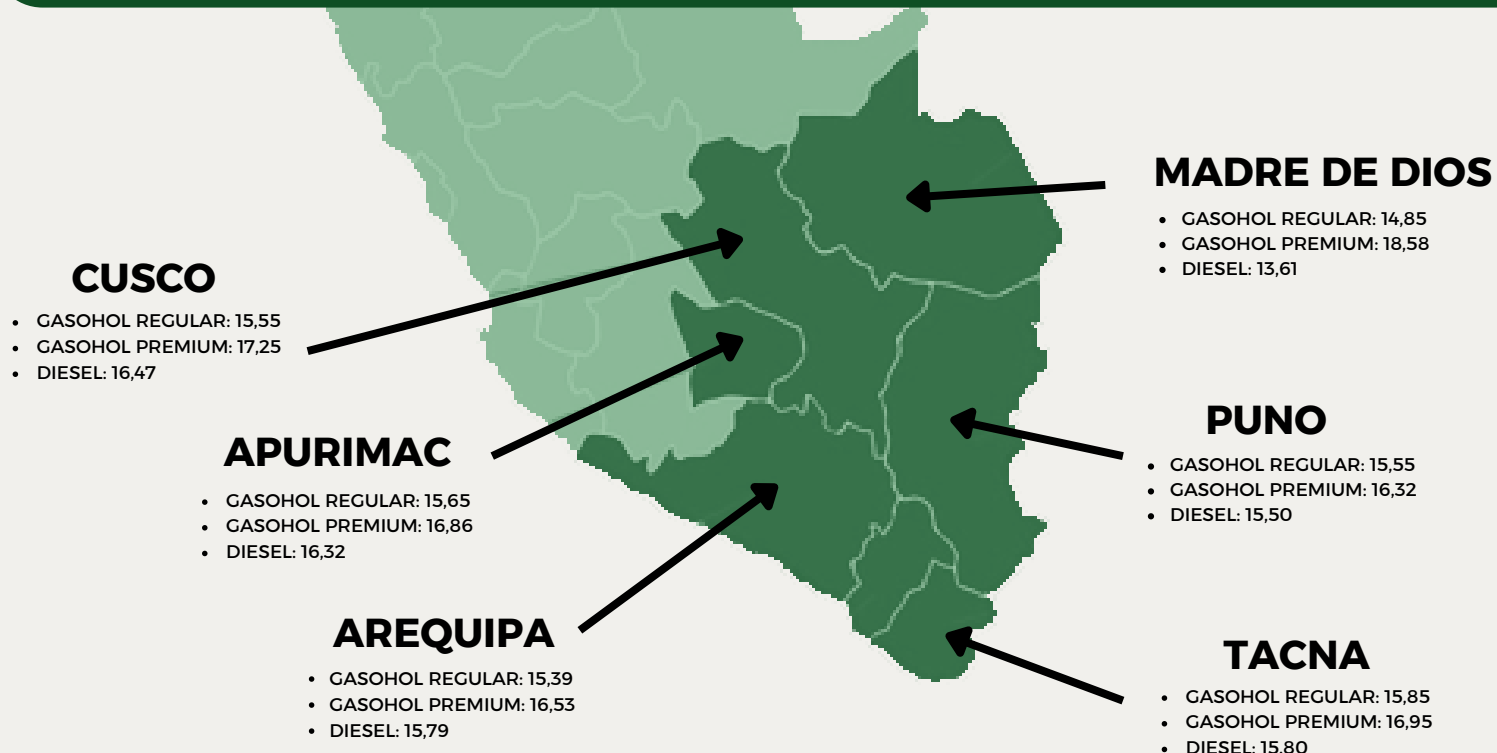 MADRE DE DIOS
• GASOHOL REGULAR: 14,85
• GASOHOL PREMIUM: 18,58
• DIESEL: 13,61
CUSCO
• GASOHOL REGULAR: 15,55
• GASOHOL PREMIUM: 17,25
• DIESEL: 16,47
PUNO
• GASOHOL REGULAR: 15,55
• GASOHOL PREMIUM: 16,32
• DIESEL: 15,50
APURIMAC
• GASOHOL REGULAR: 15,65
• GASOHOL PREMIUM: 16,86
• DIESEL: 16,32
AREQUIPA
• GASOHOL REGULAR: 15,39
• GASOHOL PREMIUM: 16,53
• DIESEL: 15,79
TACNA
• GASOHOL REGULAR: 15,85
• GASOHOL PREMIUM: 16,95
• DIESEL: 15,80